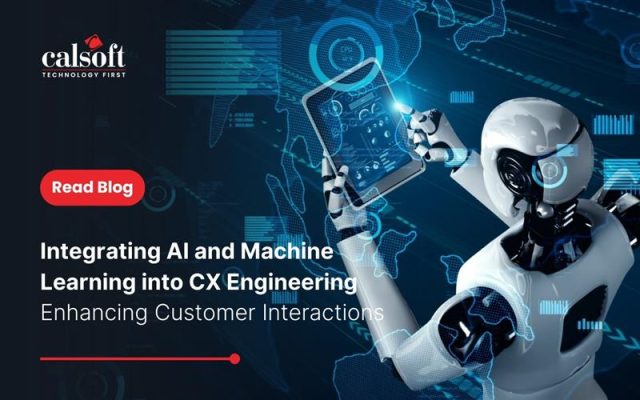 calsoft
TECHNOLOGY FIRST
Read Blog
Integrating AI and Machine
Learning into CX Engineering
Enhancing Customer Interactions